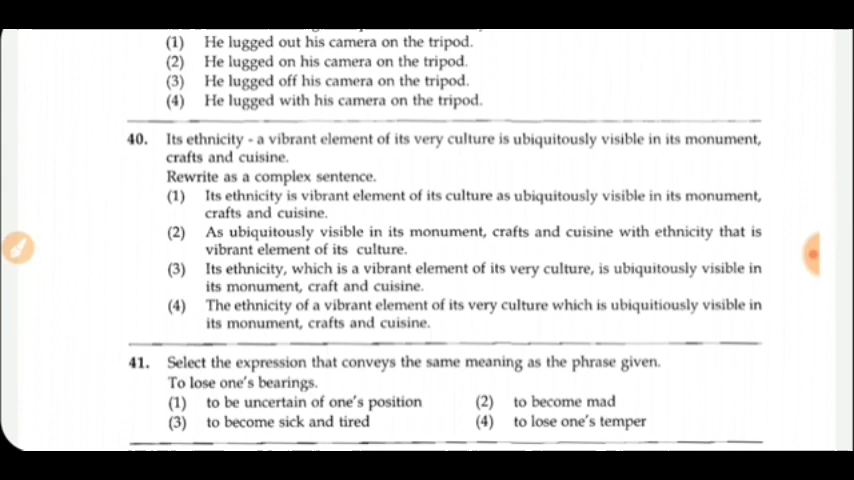 (1) He lugged out his camera on the tripod.
(2) He lugged on his camera on the tripod.
(3) He lugged off his camera on the tripod.
(4) He lugged with his camera on the tripod.
40. Its ethnicity - a vibrant element of its very culture is ubiquitously visible in its monument,
crafts and cuisine.
Rewrite as a complex sentence.
(1) Its ethnicity is vibrant element of its culture as ubiquitously visible in its monument,
crafts and cuisine.
(2) As ubiquitously visible in its monument, crafts and cuisine with ethnicity that is
vibrant element of its culture.
(3) Its ethnicity, which is a vibrant element of its very culture, is ubiquitously visible in
its monument, craft and cuisine.
(4) The ethnicity of a vibrant element of its very culture which is ubiquitiously visible in
its monument, crafts and cuisine.
41. Select the expression that conveys the same meaning as the phrase given.
To lose one's bearings.
(1) to be uncertain of one's position (2) to become mad
(3) to become sick and tired (4) to lose one's temper